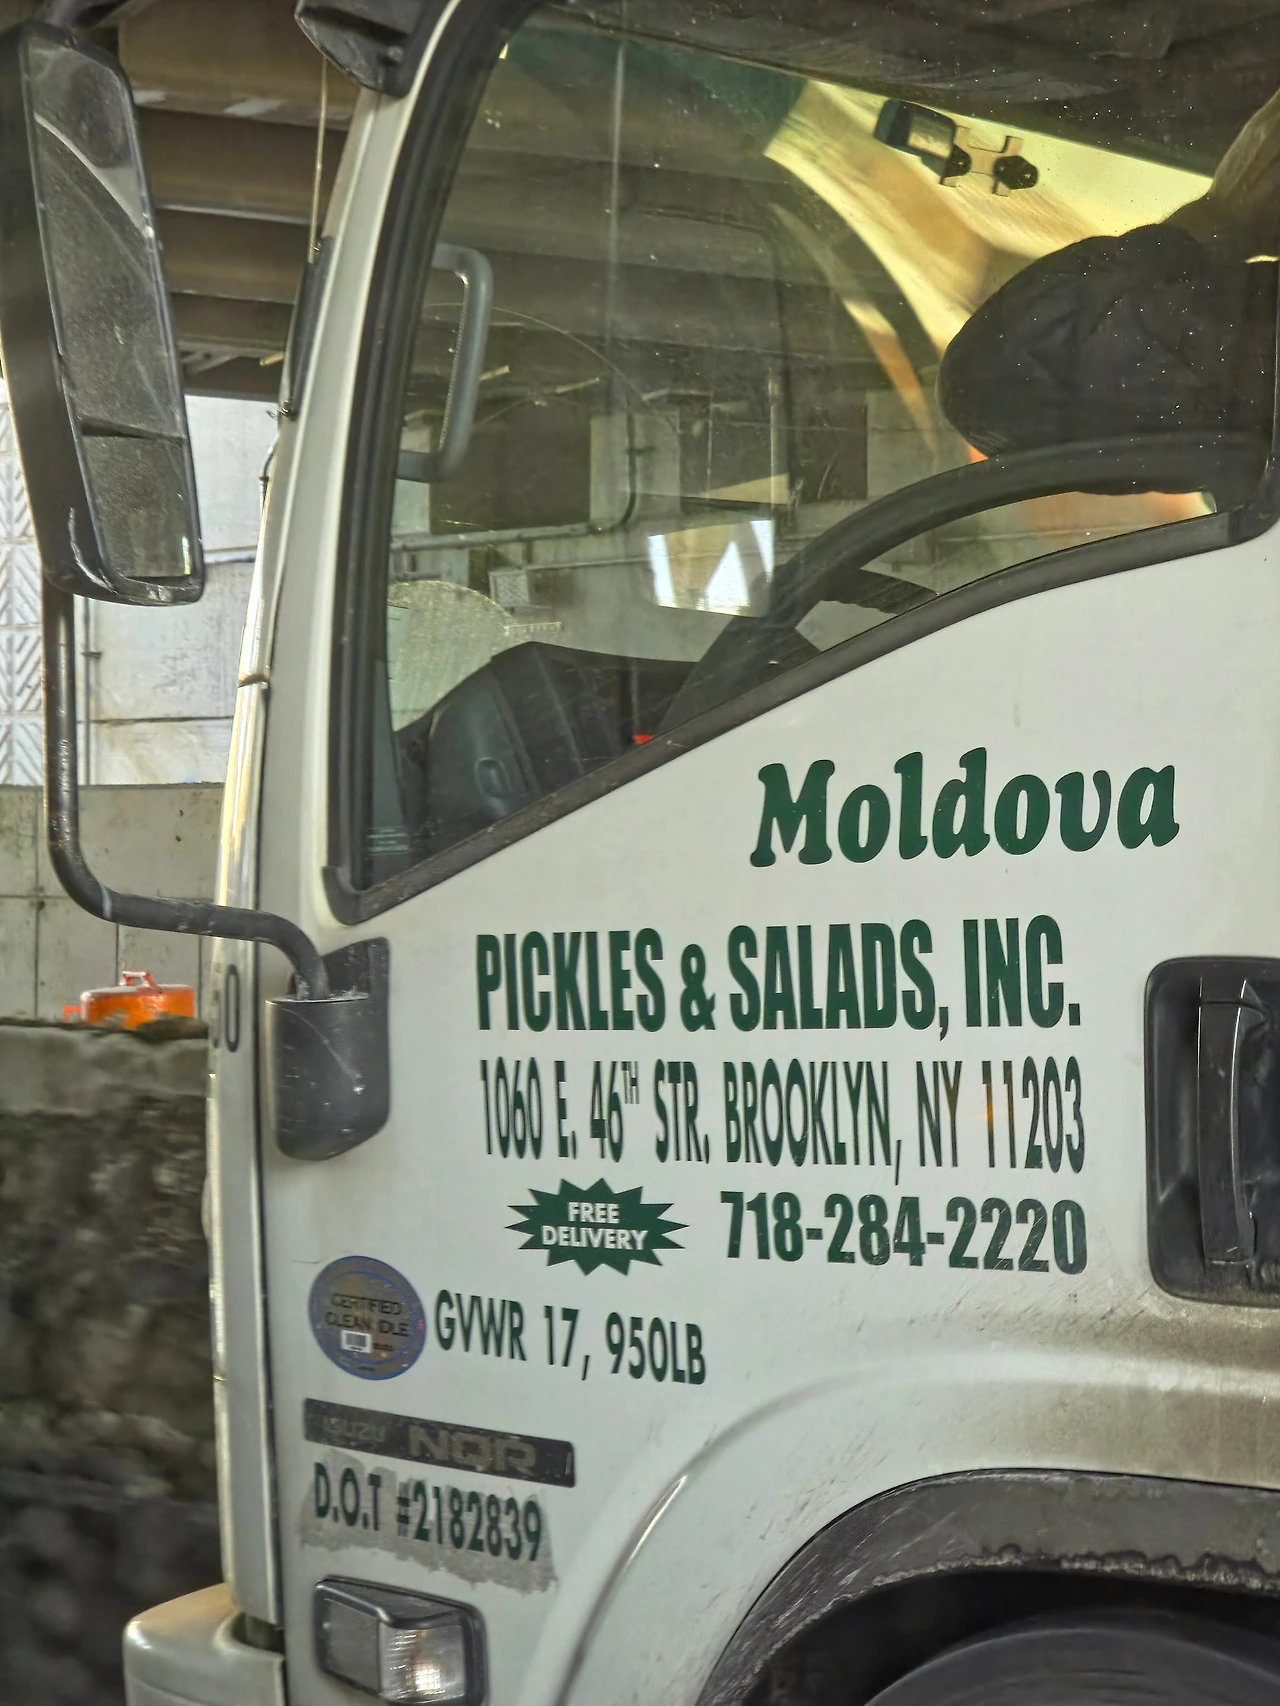 Moldova
PICKLES & SALADS, INC.
1060 E. 46TH STR. BROOKLYN, NY 11203
FREE
DELIVERY
718-284-2220
CERTIFIED
CLEAN IDLE
GVWR 17, 950LB
ISUZU NQR
D.O.T #2182839